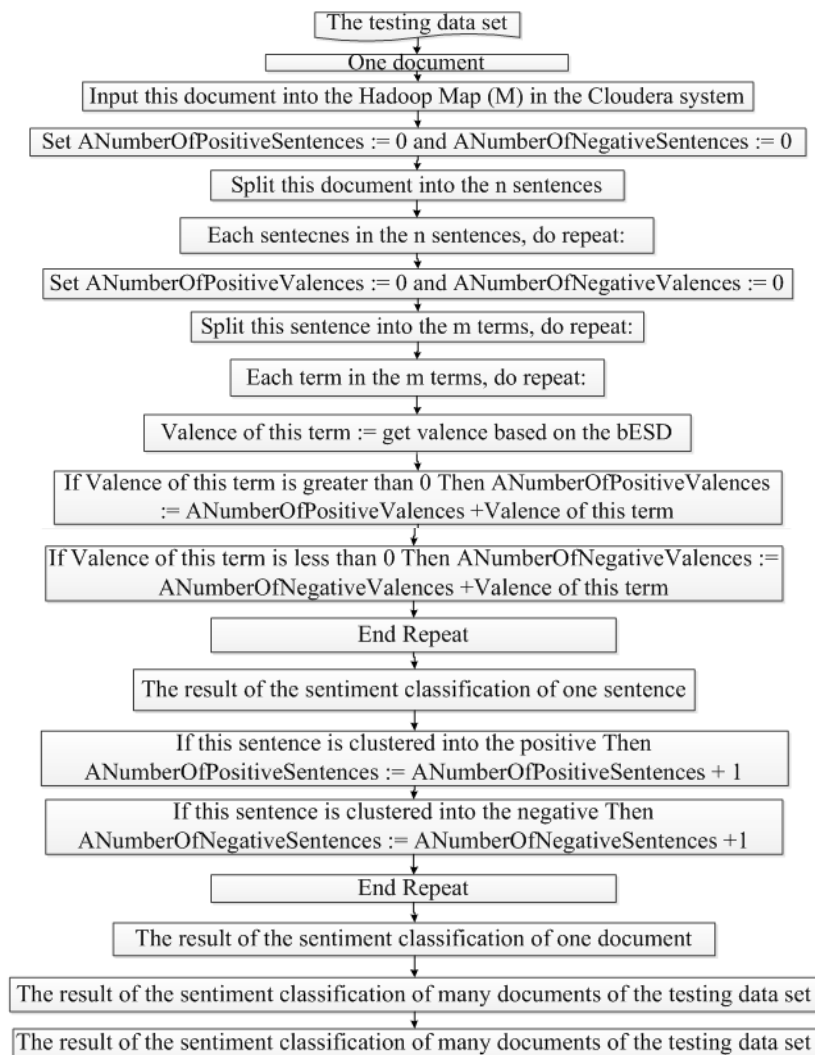 The testing data set
One document
Input this document into the Hadoop Map (M) in the Cloudera system
Set ANumberOfPositiveSentences := 0 and ANumberOfNegativeSentences := 0
Split this document into the n sentences
Each sentecnes in the n sentences, do repeat:
Set ANumberOfPositiveValences := 0 and ANumberOfNegativeValences := 0
Split this sentence into the m terms, do repeat:
Each term in the m terms, do repeat:
Valence of this term := get valence based on the bESD
If Valence of this term is greater than 0 Then ANumberOfPositiveValences
:= ANumberOfPositiveValences +Valence of this term
If Valence of this term is less than 0 Then ANumberOfNegativeValences :=
ANumberOfNegativeValences +Valence of this term
End Repeat
The result of the sentiment classification of one sentence
If this sentence is clustered into the positive Then
ANumberOfPositiveSentences := ANumberOfPositiveSentences + 1
If this sentence is clustered into the negative Then
ANumberOfNegativeSentences := ANumberOfNegativeSentences +1
End Repeat
The result of the sentiment classification of one document
The result of the sentiment classification of many documents of the testing data set
The result of the sentiment classification of many documents of the testing data set